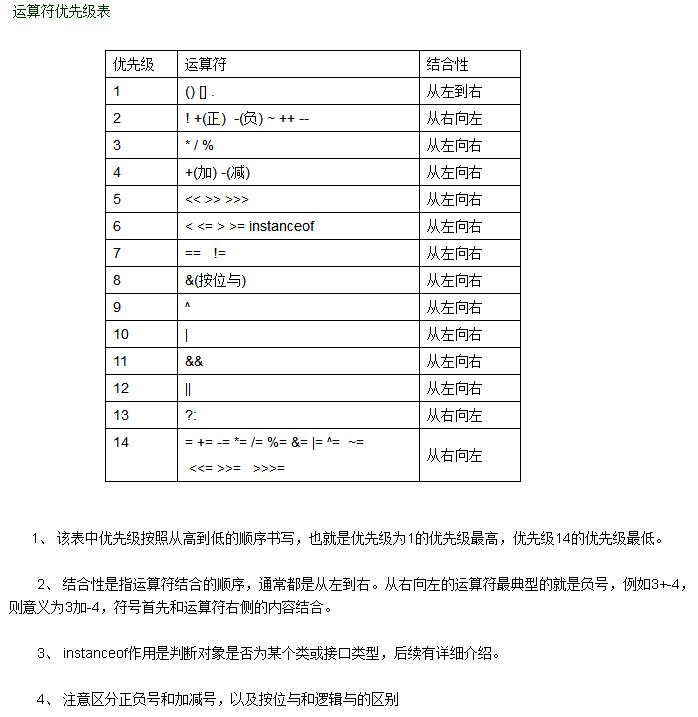 运算符优先级表
优先级 运算符 结合性
1 () [] . 从左到右
2 ! +(正) -(负) ~ ++ -- 从右向左
3 * / % 从左向右
4 +(加) -(减) 从左向右
5 << >> >>> 从左向右
6 < <= > >= instanceof 从左向右
7 == != 从左向右
8 &(按位与) 从左向右
9 ^ 从左向右
10 | 从左向右
11 && 从左向右
12 || 从左向右
13 ?: 从右向左
14 = += -= *= /= %= &= |= ^= ~= 从右向左
<<= >>= >>>=
1、 该表中优先级按照从高到低的顺序书写，也就是优先级为1的优先级最高，优先级14的优先级最低。
2、 结合性是指运算符结合的顺序，通常都是从左到右。从右向左的运算符最典型的就是负号，例如3+-4，
则意义为3加-4，符号首先和运算符右侧的内容结合。
3、 instanceof作用是判断对象是否为某个类或接口类型，后续有详细介绍。
4、 注意区分正负号和加减号，以及按位与和逻辑与的区别